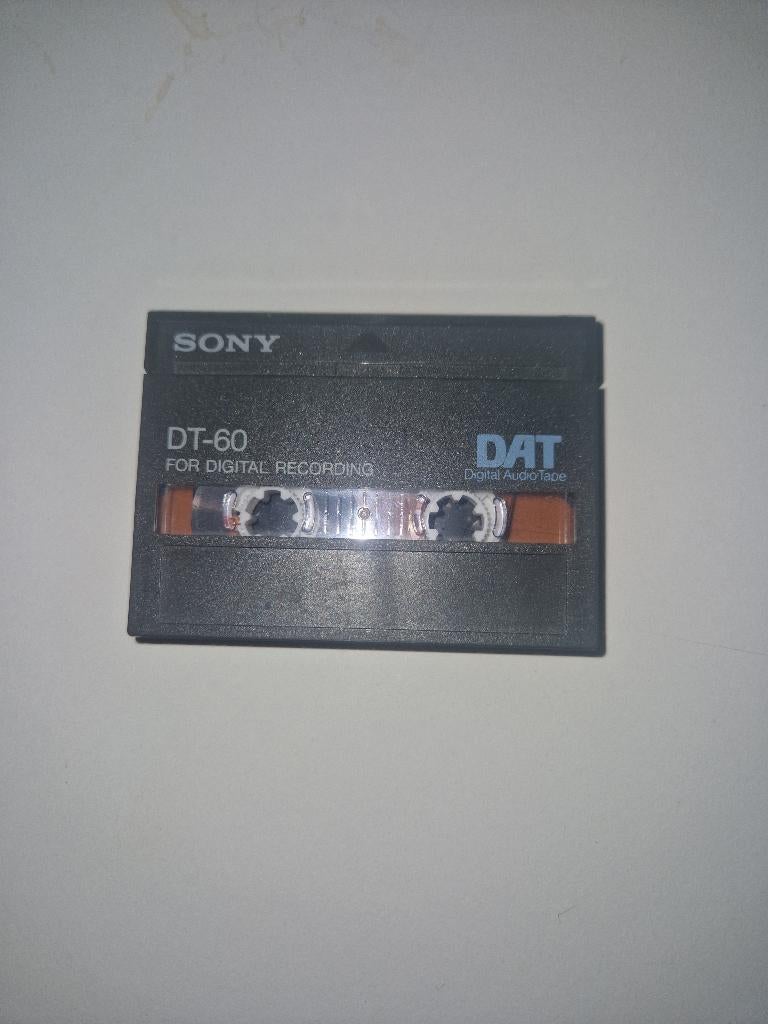 SONY
DT-60
FOR DIGITAL RECORDING
DAT
Digital Audio Tape